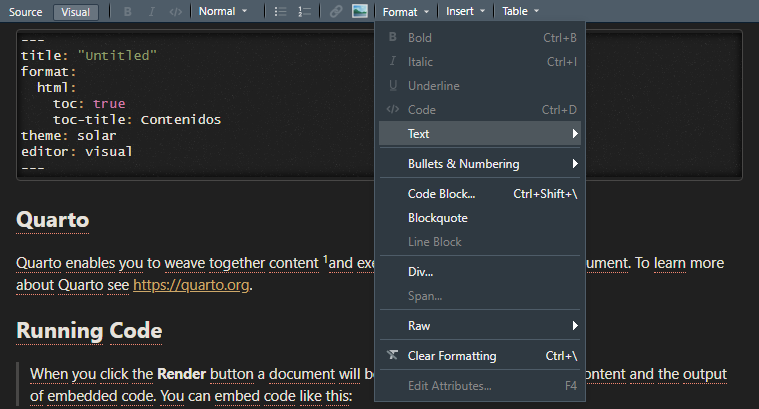 Source Visual B I </> Normal Format Insert Table
---
title: "Untitled"
format:
html:
toc: true
toc-title: Contenidos
theme: solar
editor: visual
---
B Bold Ctrl+B
I Italic Ctrl+I
U Underline
</> Code Ctrl+D
Text
Bullets & Numbering
Code Block... Ctrl+Shift+\
Blockquote
Line Block
Div...
Span...
Raw
Clear Formatting Ctrl+\
Edit Attributes... F4
Quarto
Quarto enables you to weave together content 1and exe ument. To learn more
about Quarto see https://quarto.org.
Running Code
When you click the Render button a document will be ontent and the output
of embedded code. You can embed code like this: